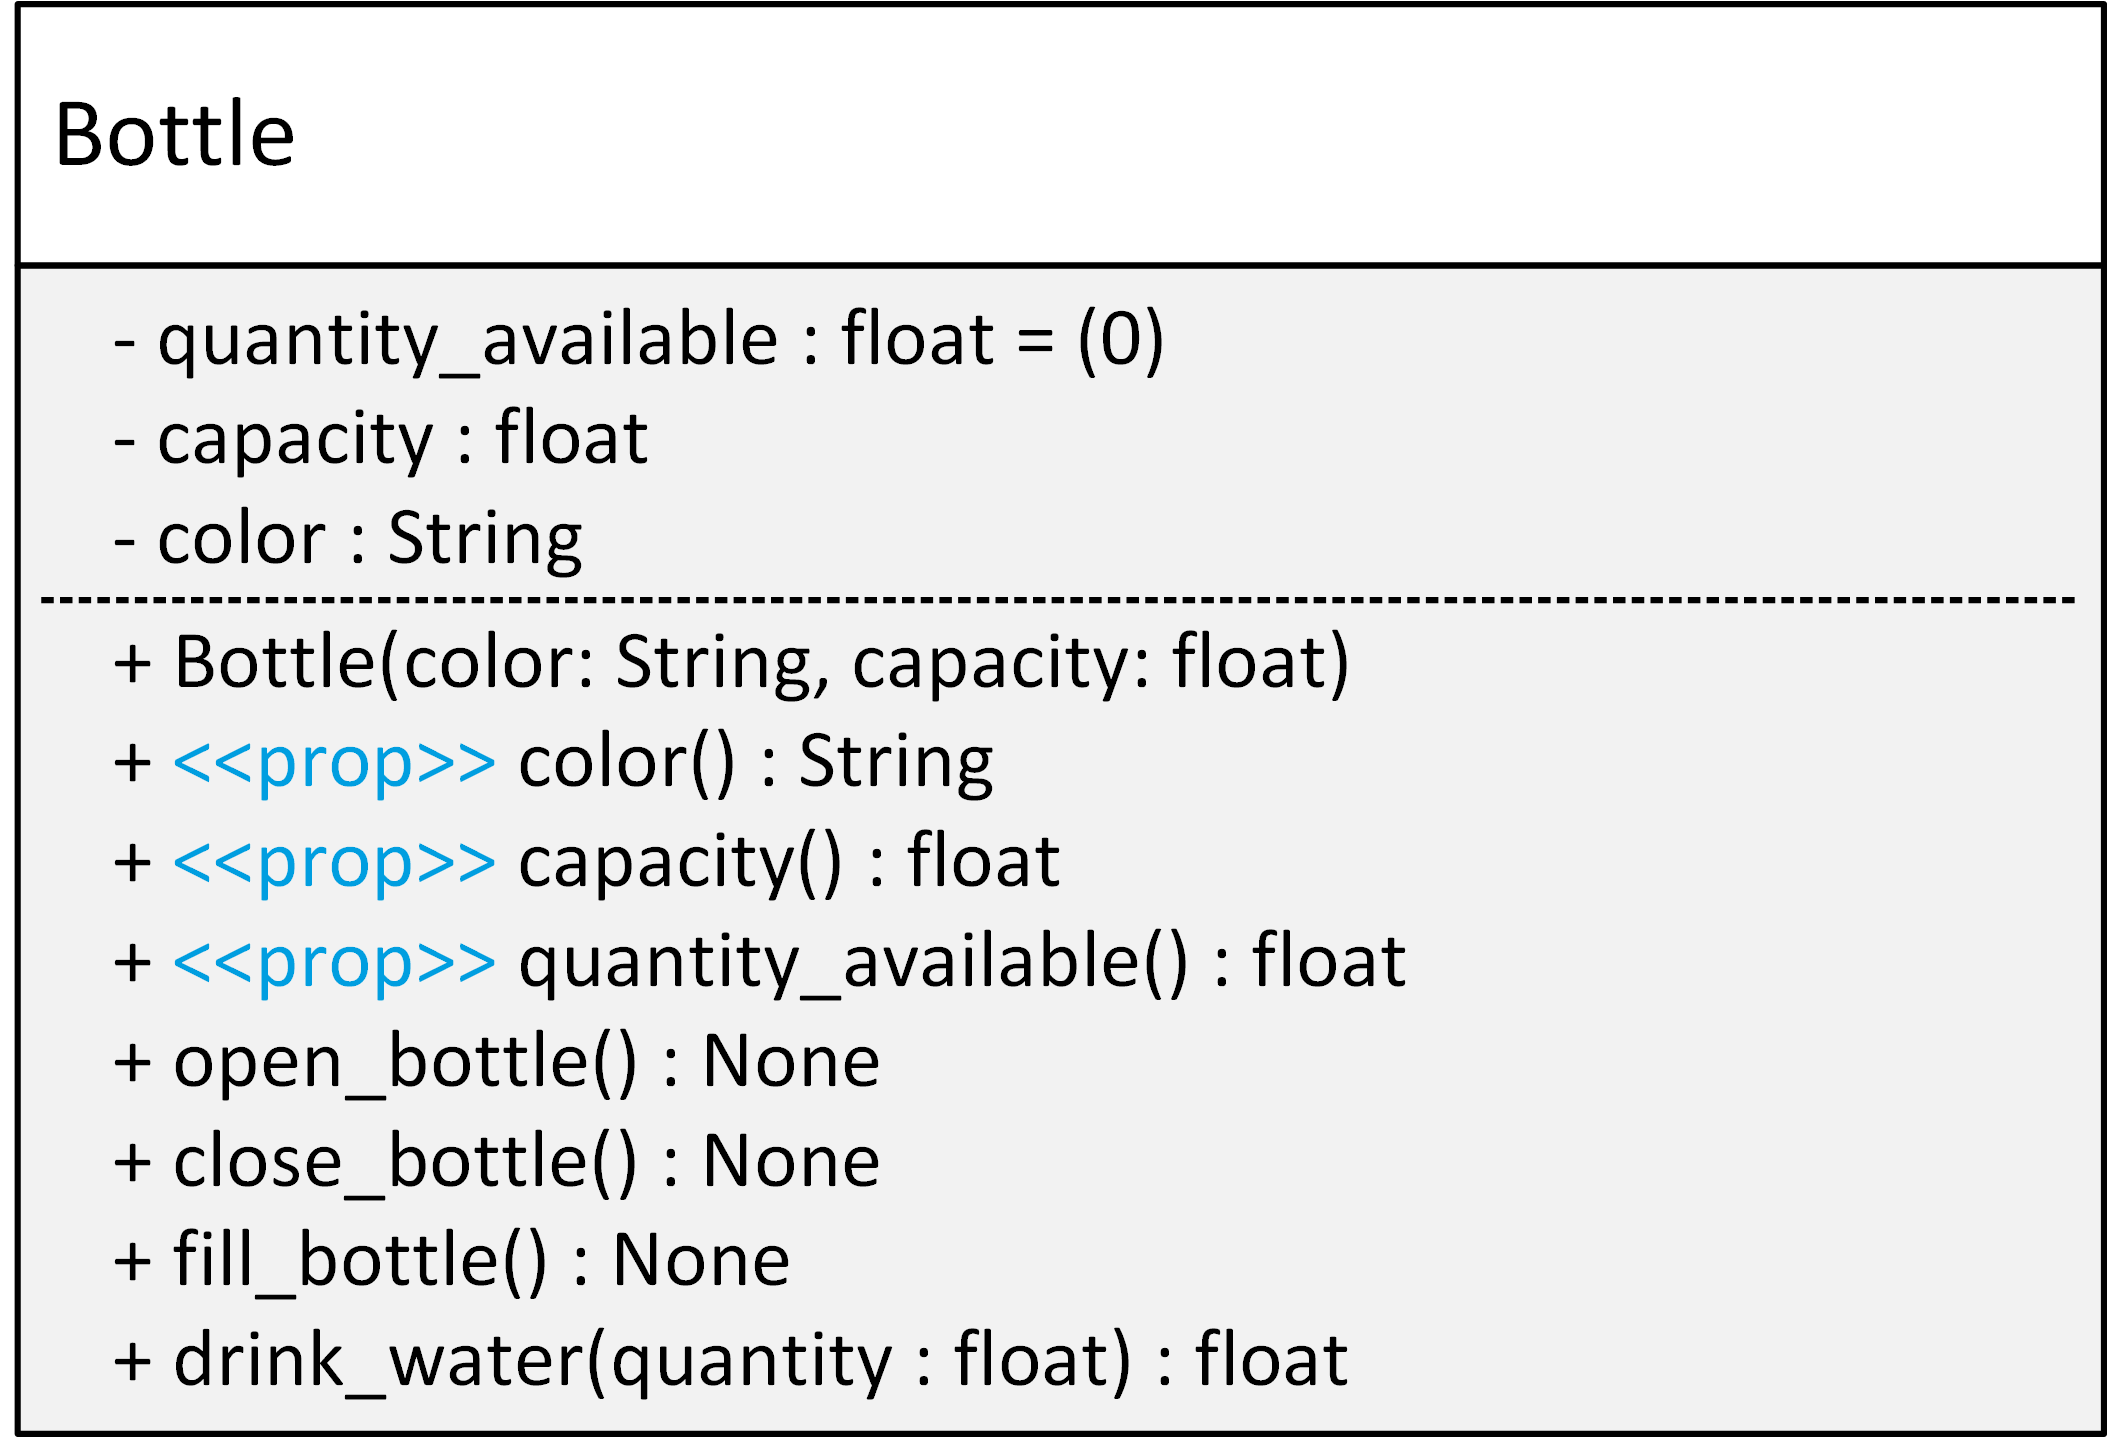 Bottle
- quantity_available : float = (0)
- capacity : float
- color : String
+ Bottle(color: String, capacity: float)
+ <<prop>> color() : String
+ <<prop>> capacity() : float
+ <<prop>> quantity_available() : float
+ open_bottle() : None
+ close_bottle() : None
+ fill_bottle() : None
+ drink_water(quantity : float) : float